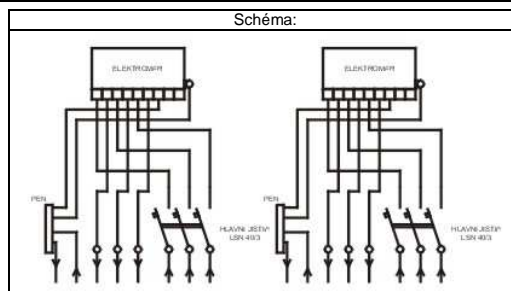 Schéma:
ELEKTROMĚR
ELEKTROMĚR
PEN
HLAVNÍ JISTIČ
LSN 40/3
PEN
HLAVNÍ JISTIČ
LSN 40/3